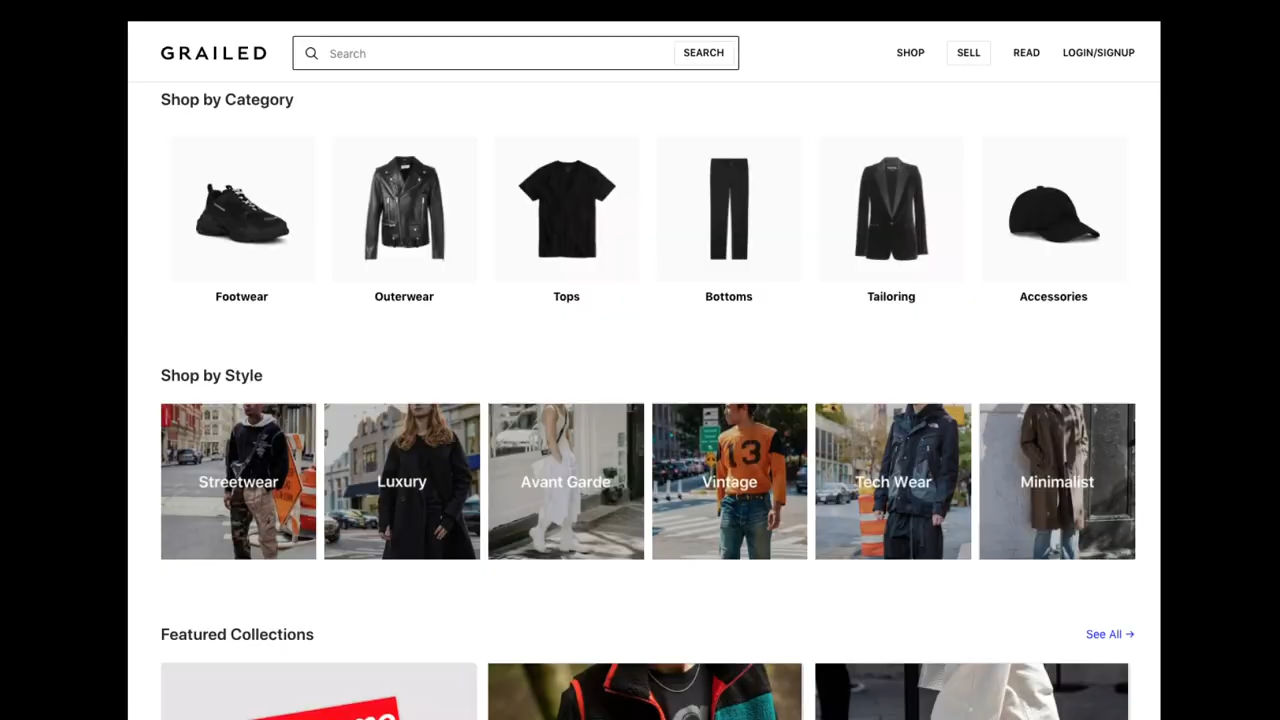 GRAILED
Search
SEARCH
SHOP
SELL
READ
LOGIN/SIGNUP
Shop by Category
Footwear
Outerwear
Tops
Bottoms
Tailoring
Accessories
Shop by Style
Streetwear
Luxury
Avant Garde
Vintage
13
Tech Wear
Minimalist
Featured Collections
See All →